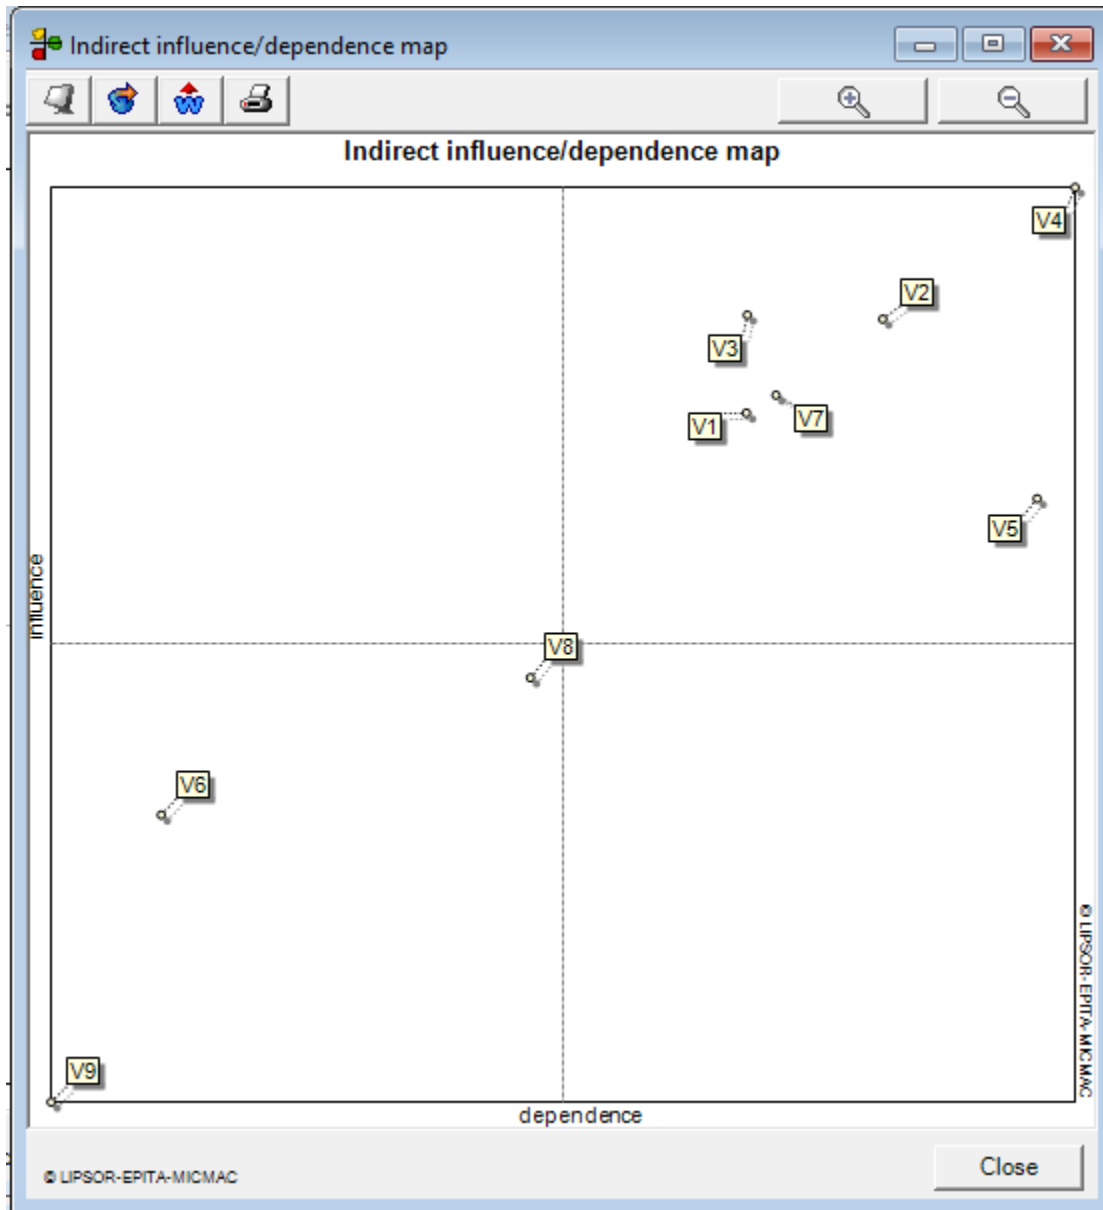 Indirect influence/dependence map
Indirect influence/dependence map
V4
V2
V3
V1
V7
V5
influence
V8
V6
© LIPSOR-EPITA-MICMAC
V9
dependence
© LIPSOR-EPITA-MICMAC
Close